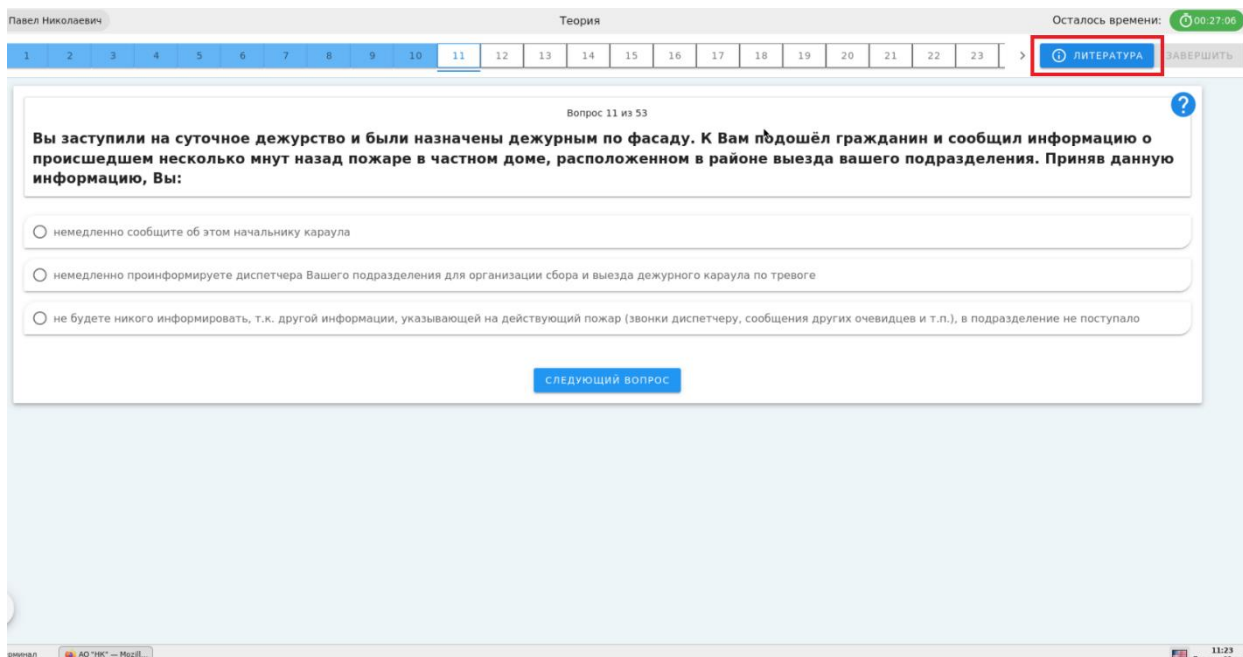 Павел Николаевич
Теория
Осталось времени: 00:27:06
1 2 3 4 5 6 7 8 9 10 11 12 13 14 15 16 17 18 19 20 21 22 23 > ЛИТЕРАТУРА ЗАВЕРШИТЬ
Вопрос 11 из 53
?
Вы заступили на суточное дежурство и были назначены дежурным по фасаду. К Вам подошёл гражданин и сообщил информацию о
происшедшем несколько мнут назад пожаре в частном доме, расположенном в районе выезда вашего подразделения. Приняв данную
информацию, Вы:
немедленно сообщите об этом начальнику караула
немедленно проинформируете диспетчера Вашего подразделения для организации сбора и выезда дежурного караула по тревоге
не будете никого информировать, т.к. другой информации, указывающей на действующий пожар (звонки диспетчеру, сообщения других очевидцев и т.п.), в подразделение не поступало
СЛЕДУЮЩИЙ ВОПРОС
АО "НК" — Mozill...
11:23